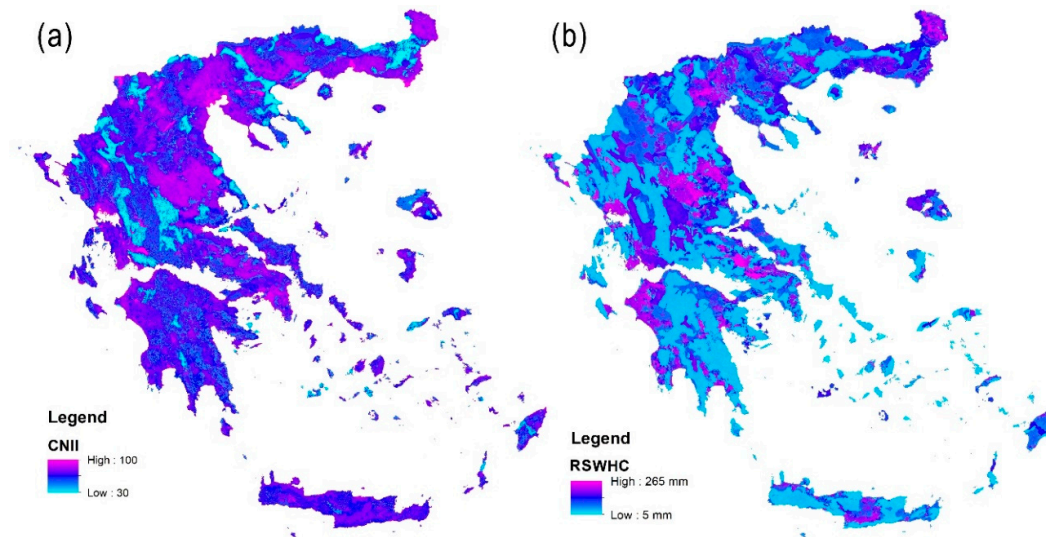 (a)
(b)
Legend
CNII
High : 100
Low : 30
Legend
RSWHC
High : 265 mm
Low : 5 mm